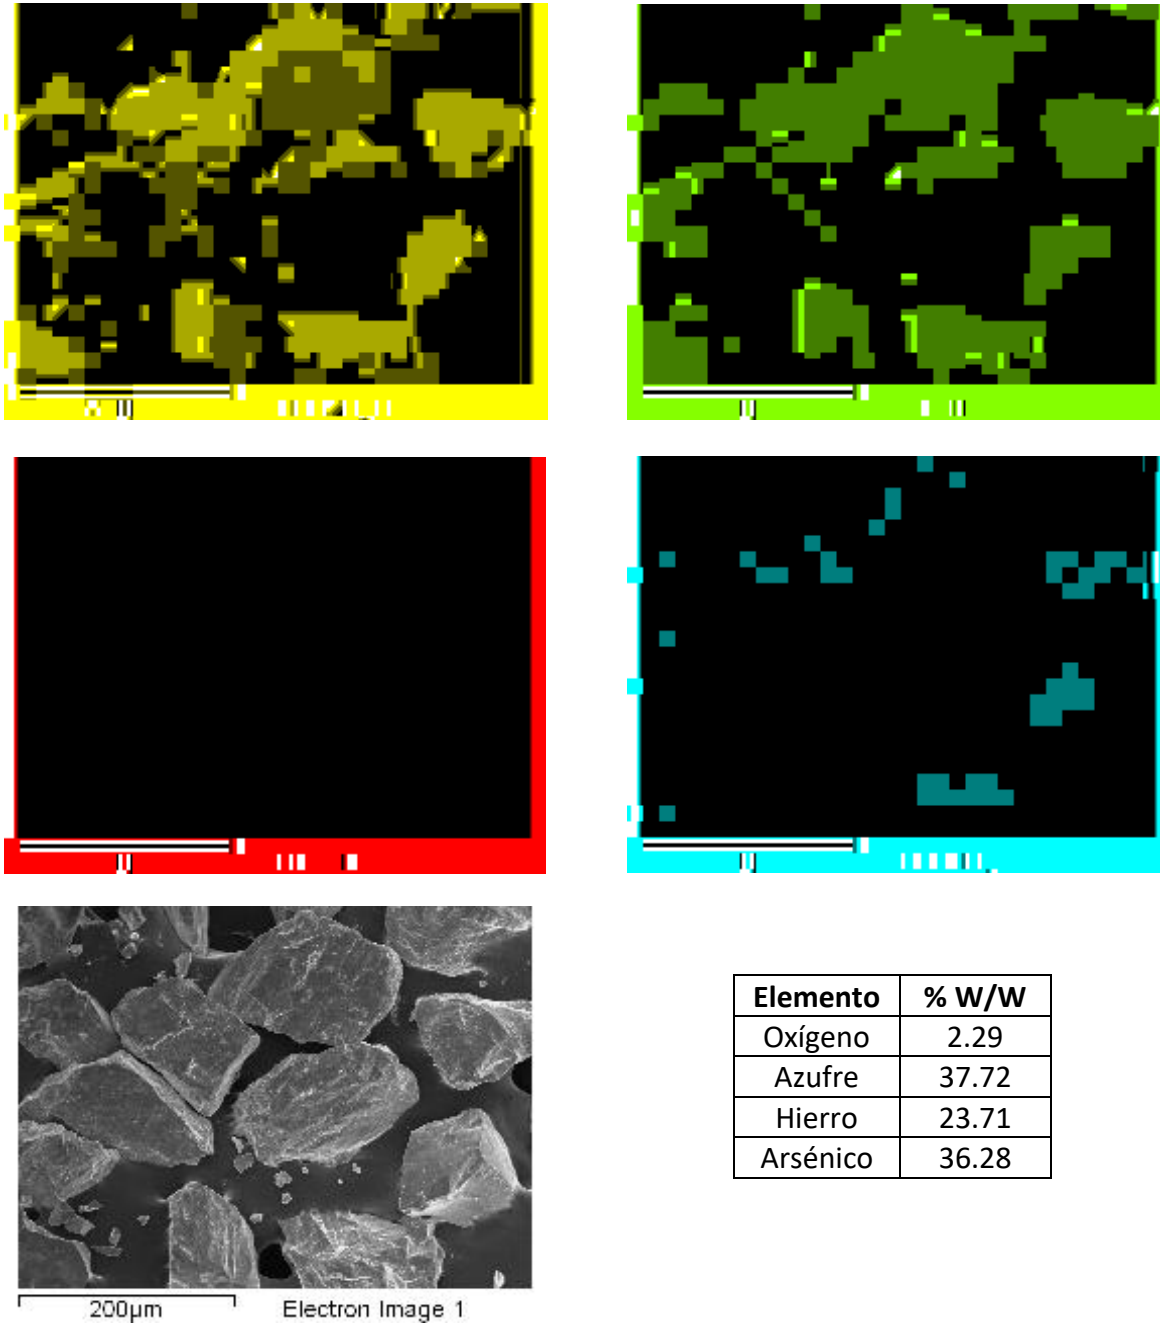 Elemento % W/W
Oxígeno 2.29
Azufre 37.72
Hierro 23.71
Arsénico 36.28
200µm Electron Image 1